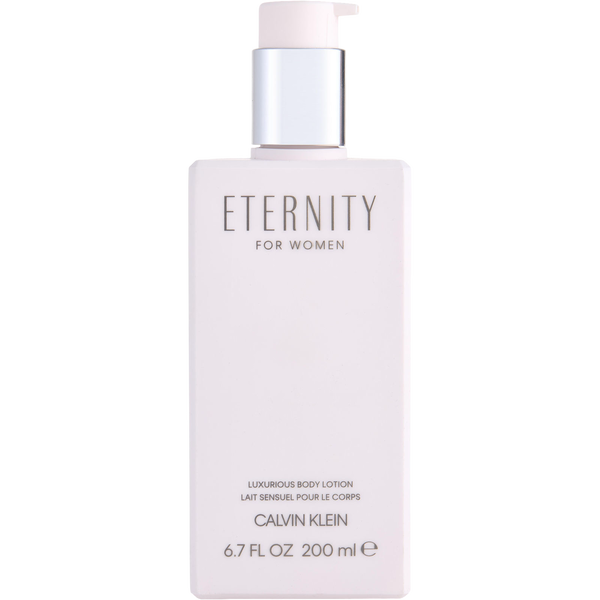 ETERNITY
FOR WOMEN
LUXURIOUS BODY LOTION
LAIT SENSUEL POUR LE CORPS
CALVIN KLEIN
6.7 FL OZ 200 ml ℮